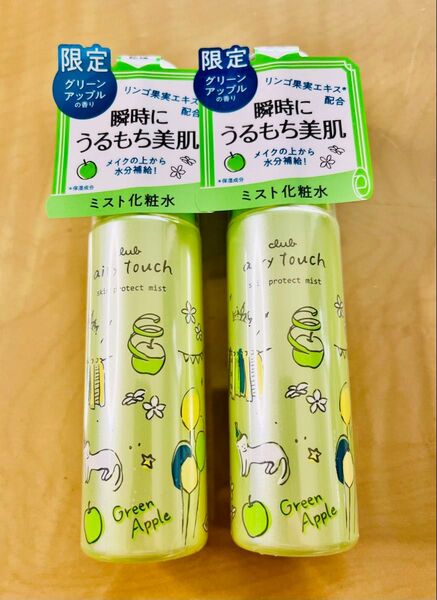 限定
グリーン
アップル
の香り
リンゴ果実エキス*
配合
瞬時に
うるもち美肌
メイクの上から
水分補給!
*保湿成分
ミスト化粧水
club
airy touch
skin protect mist
Green
Apple
限定
グリーン
アップル
の香り
リンゴ果実エキス*
配合
瞬時に
うるもち美肌
メイクの上から
水分補給!
*保湿成分
ミスト化粧水
club
airy touch
skin protect mist
Green
Apple